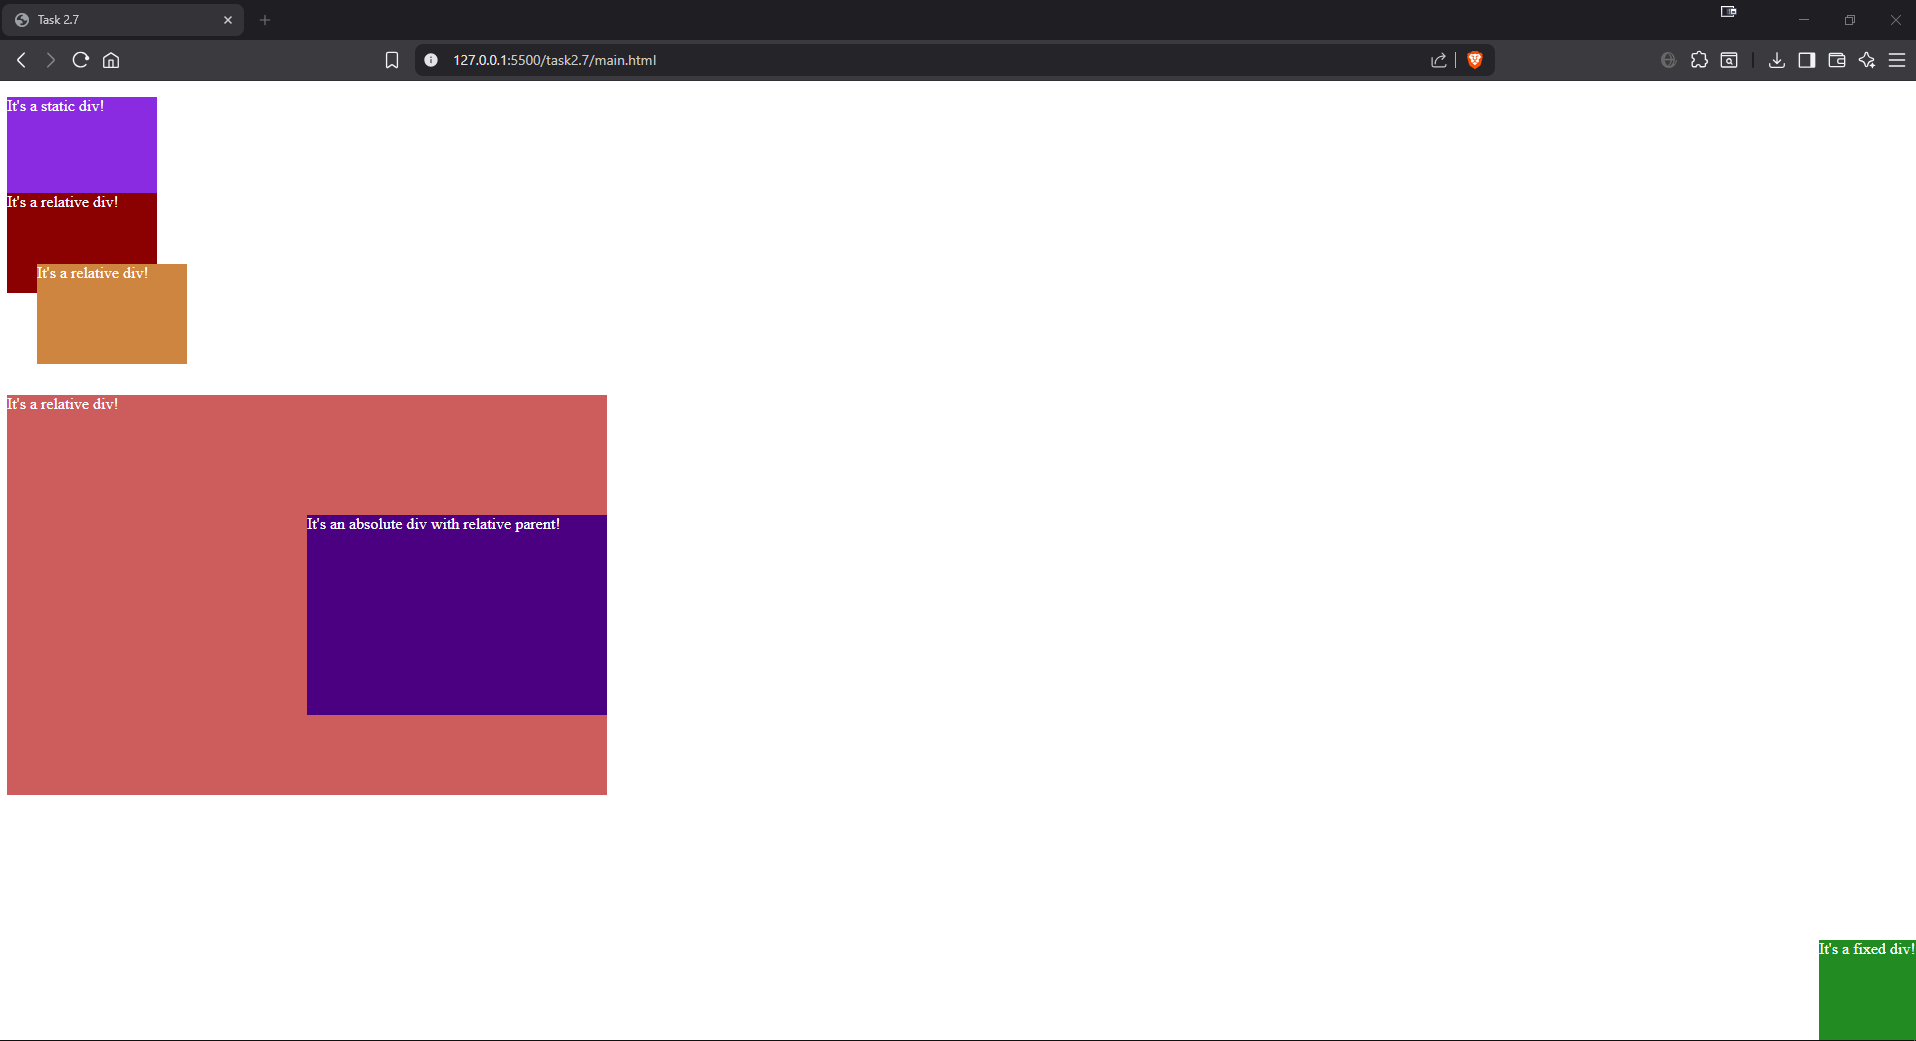 Task 2.7
127.0.0.1:5500/task2.7/main.html
It's a static div!
It's a relative div!
It's a relative div!
It's a relative div!
It's an absolute div with relative parent!
It's a fixed div!